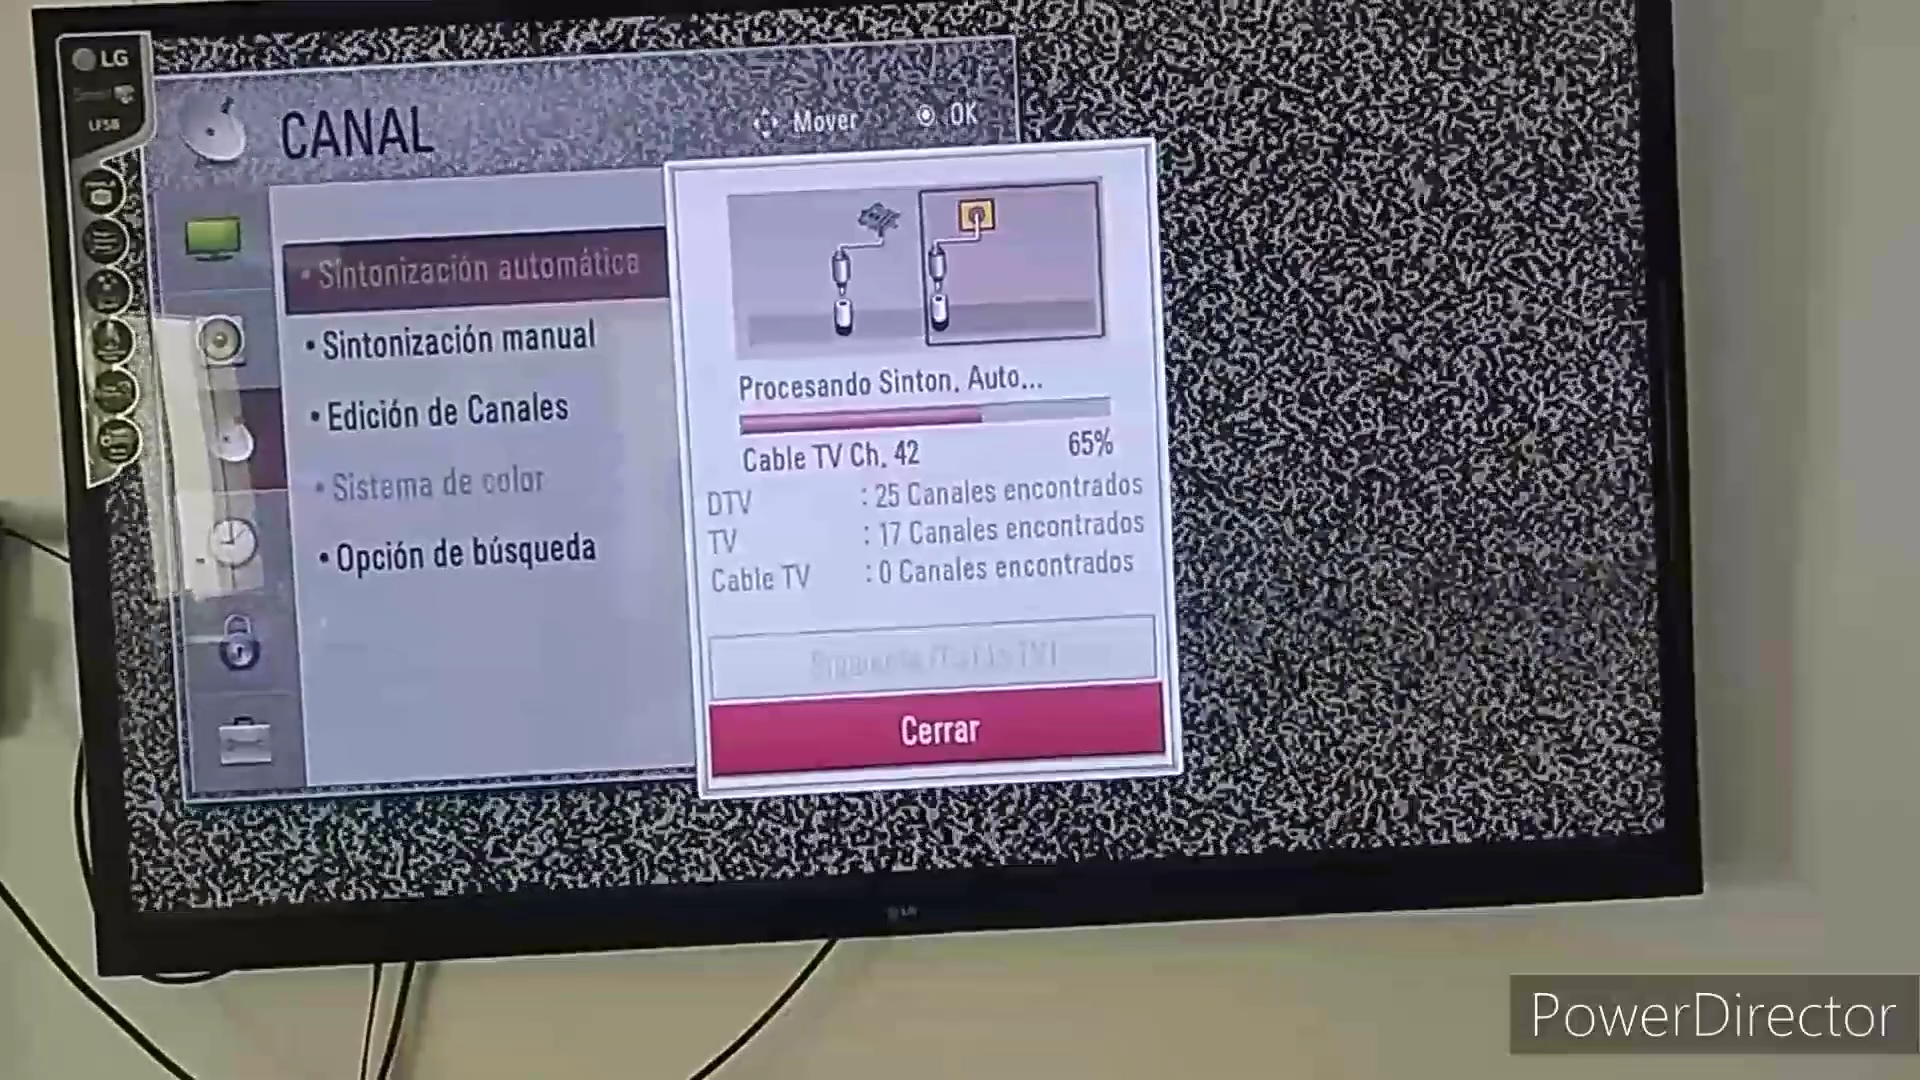 LG
CANAL
Mover
OK
• Sintonización automática
• Sintonización manual
• Edición de Canales
• Sistema de color
• Opción de búsqueda
Procesando Sinton. Auto...
Cable TV Ch. 42 65%
DTV : 25 Canales encontrados
TV : 17 Canales encontrados
Cable TV : 0 Canales encontrados
Cerrar
LG
PowerDirector